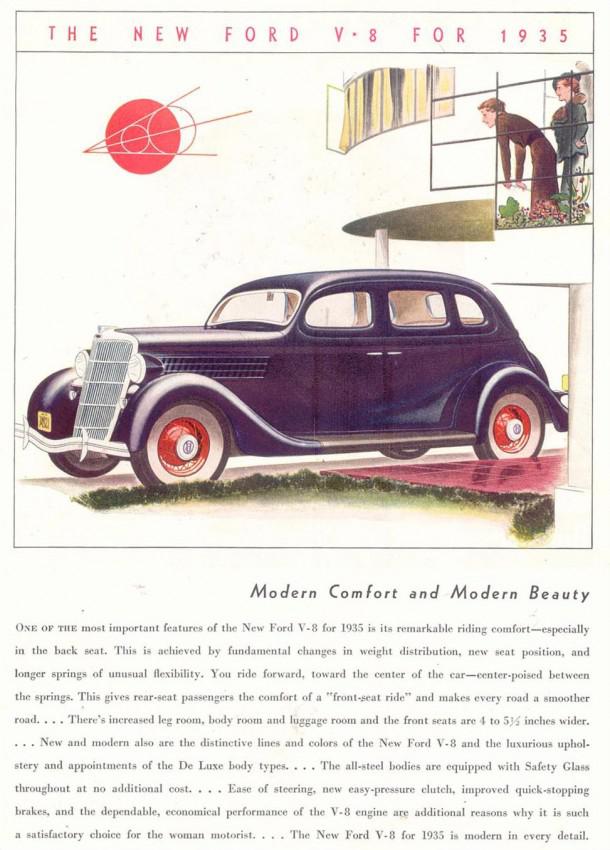 THE NEW FORD V·8 FOR 1935
Modern Comfort and Modern Beauty
ONE OF THE most important features of the New Ford V-8 for 1935 is its remarkable riding comfort—especially
in the back seat. This is achieved by fundamental changes in weight distribution, new seat position, and
longer springs of unusual flexibility. You ride forward, toward the center of the car—center-poised between
the springs. This gives rear-seat passengers the comfort of a "front-seat ride" and makes every road a smoother
road. . . . There's increased leg room, body room and luggage room and the front seats are 4 to 5½ inches wider.
. . . New and modern also are the distinctive lines and colors of the New Ford V-8 and the luxurious uphol-
stery and appointments of the De Luxe body types. . . . The all-steel bodies are equipped with Safety Glass
throughout at no additional cost. . . . Ease of steering, new easy-pressure clutch, improved quick-stopping
brakes, and the dependable, economical performance of the V-8 engine are additional reasons why it is such
a satisfactory choice for the woman motorist. . . . The New Ford V-8 for 1935 is modern in every detail.